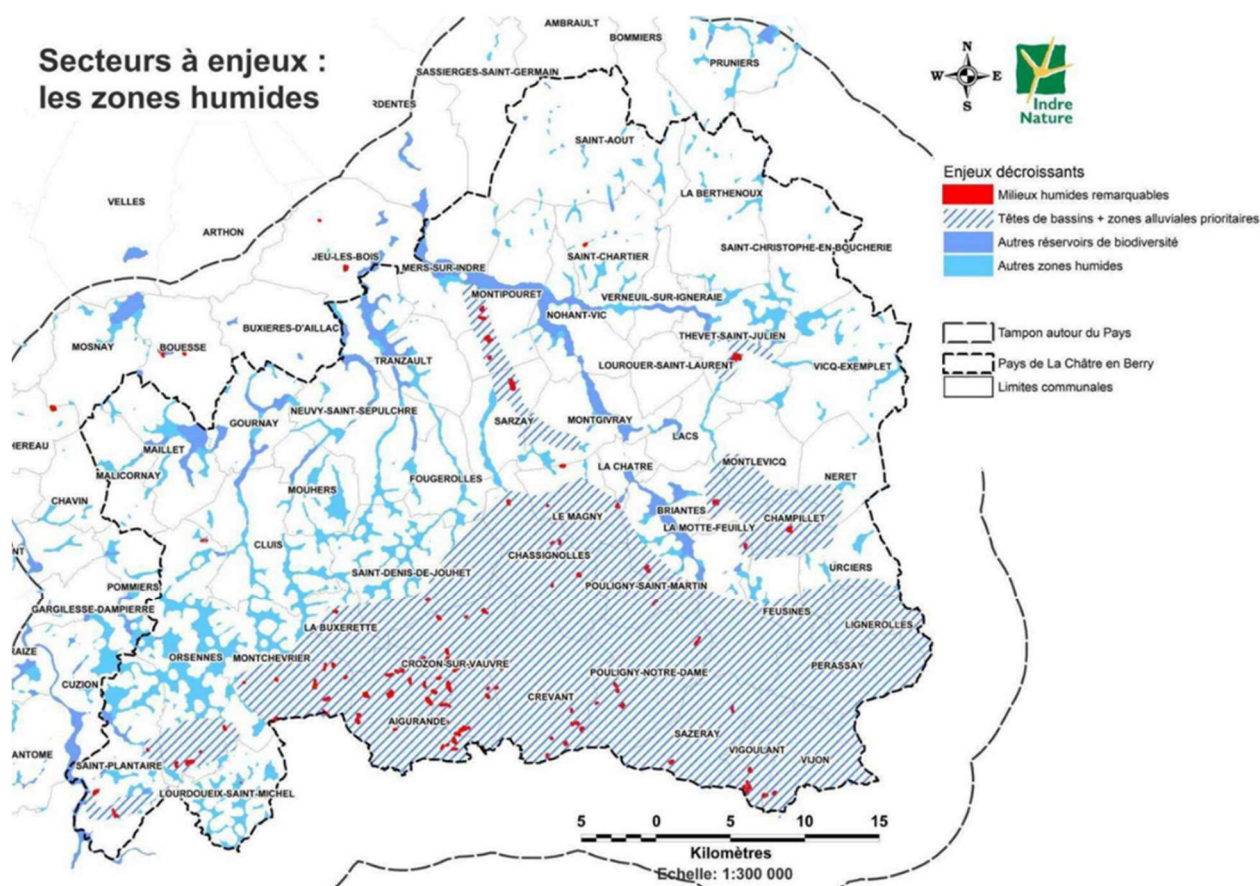 Secteurs à enjeux :
les zones humides
AMBRAULT
BOMMIERS
PRUNIERS
SASSIERGES-SAINT-GERMAIN
RDENTES
N
W
E
S
Indre
Nature
SAINT-AOUT
Enjeux décroissants
LA BERTHENOUX
Milieux humides remarquables
VELLES
Têtes de bassins + zones alluviales prioritaires
ARTHON
Autres réservoirs de biodiversité
SAINT-CHRISTOPHE-EN-BOUCHERIE
JEU-LES-BOIS
SAINT-CHARTIER
MERS-SUR-INDRE
Autres zones humides
MONTIPOURET
VERNEUIL-SUR-IGNERAIE
NOHANT-VIC
BUXIERES-D'AILLAC
Tampon autour du Pays
MOSNAY
BOUESSE
THEVET-SAINT-JULIEN
TRANZAULT
LOUROUER-SAINT-LAURENT
VICQ-EXEMPLET
Pays de La Châtre en Berry
Limites communales
NEUVY-SAINT-SEPULCHRE
GOURNAY
SARZAY
MONTGIVRAY
LACS
HEREAU
MAILLET
MALICORNAY
LA CHATRE
MONTLEVICQ
FOUGEROLLES
NERET
MOUHERS
CHAVIN
BRIANTES
LE MAGNY
CHAMPILLET
LA MOTTE-FEUILLY
NT
CLUIS
CHASSIGNOLLES
URCIERS
SAINT-DENIS-DE-JOUHET
POMMIERS
POULIGNY-SAINT-MARTIN
GARGILESSE-DAMPIERRE
FEUSINES
LIGNEROLLES
LA BUXERETTE
RAIZE
ORSENNES
MONTCHEVRIER
CROZON-SUR-VAUVRE
PERASSAY
POULIGNY-NOTRE-DAME
CUZION
CREVANT
AIGURANDE
SAZERAY
VIGOULANT
VIJON
ANTOME
SAINT-PLANTAIRE
LOURDOUEIX-SAINT-MICHEL
5 0 5 10 15
Kilomètres
Echelle: 1:300 000